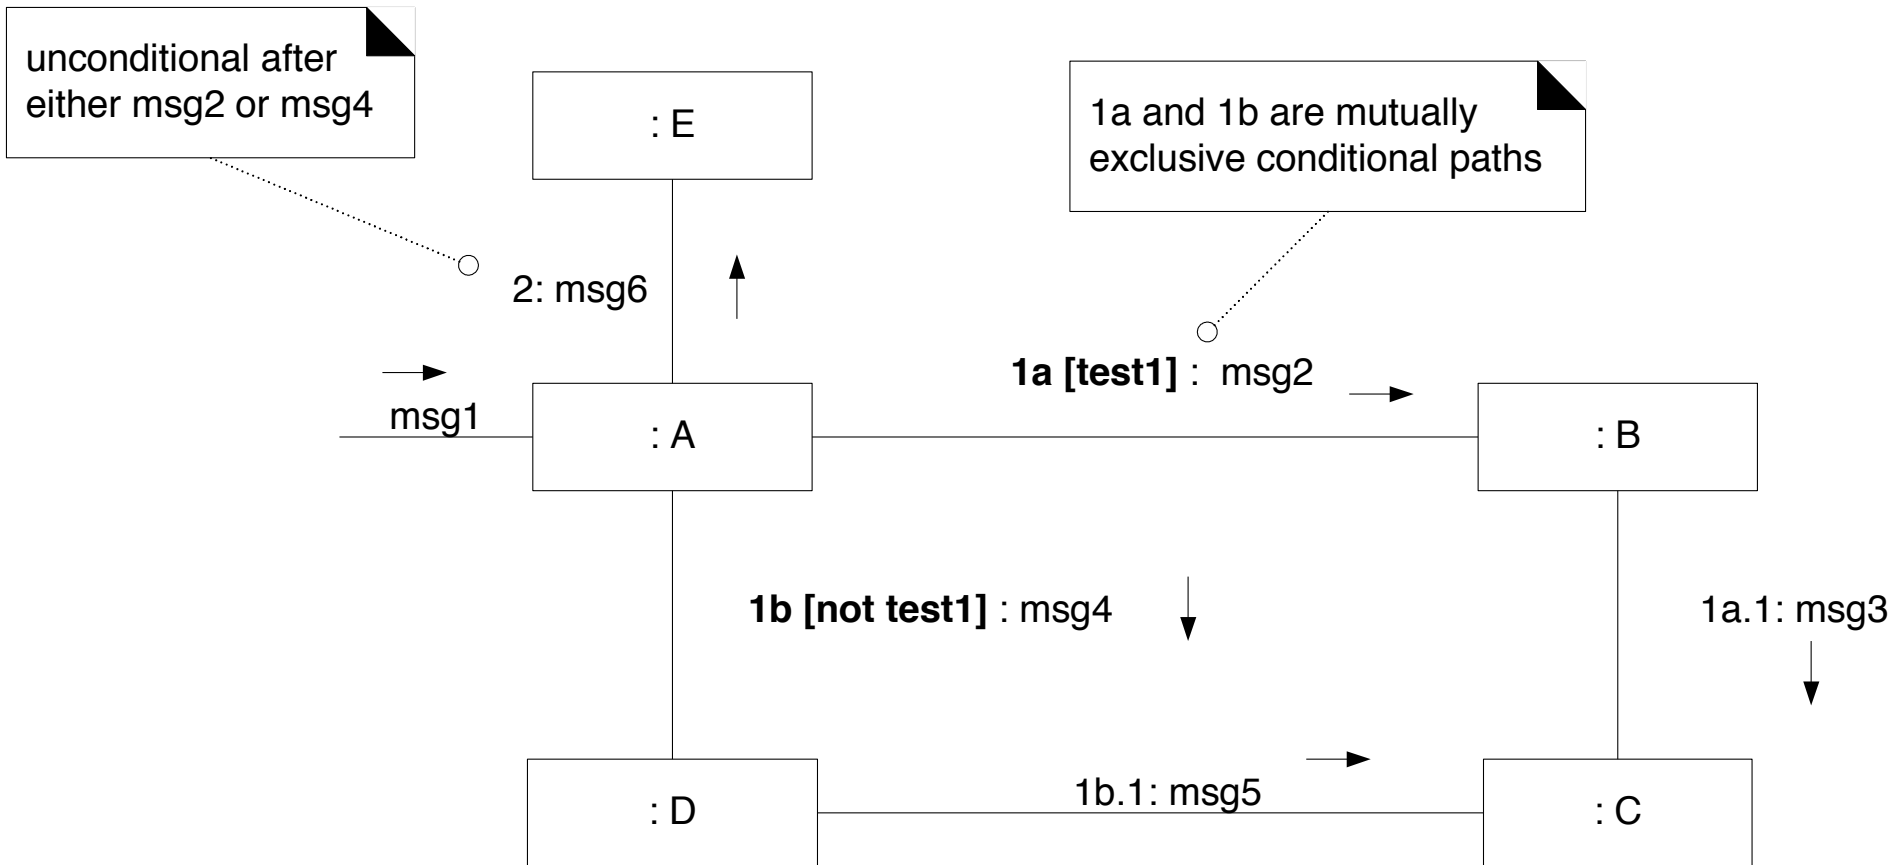 unconditional after
either msg2 or msg4
: E
1a and 1b are mutually
exclusive conditional paths
2: msg6
1a [test1] : msg2
msg1
: A
: B
1b [not test1] : msg4
1a.1: msg3
1b.1: msg5
: D
: C